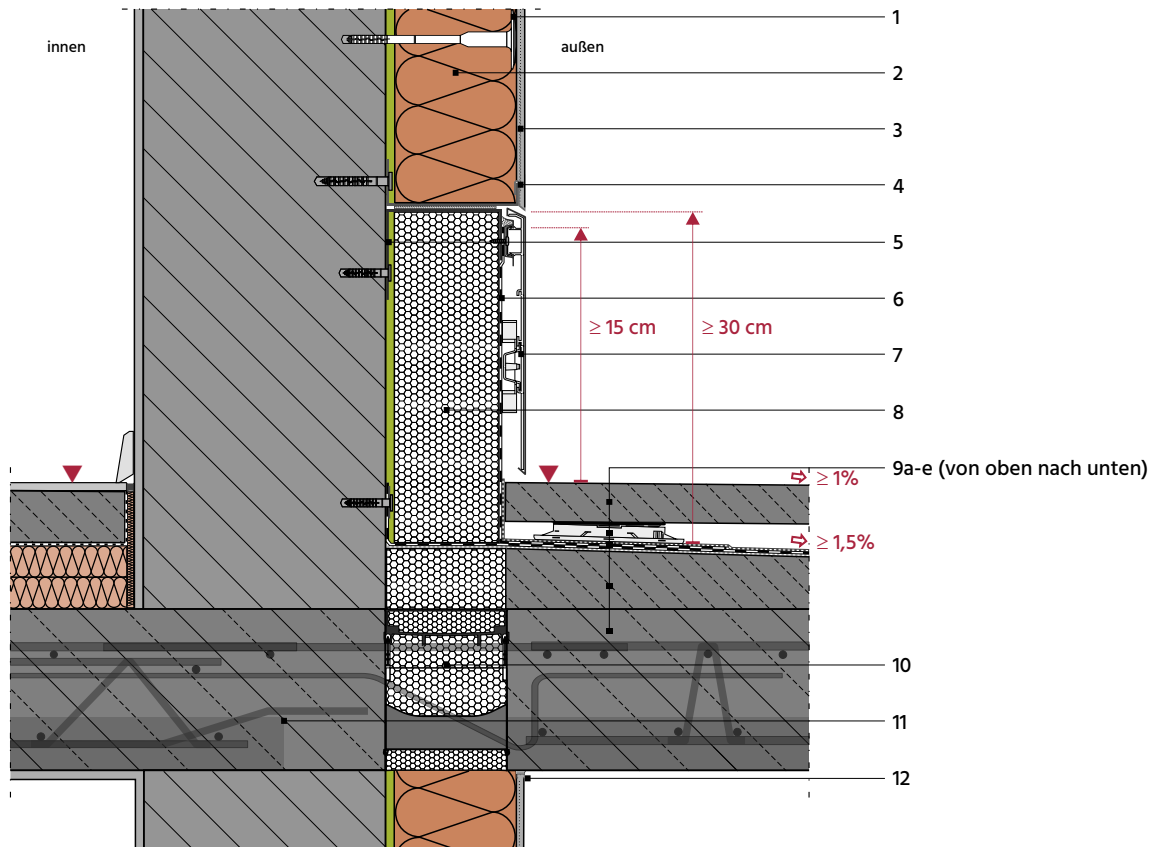 innen
außen
1
2
3
4
5
6
≥ 15 cm
≥ 30 cm
7
8
9a-e (von oben nach unten)
≥ 1%
≥ 1,5%
10
11
12